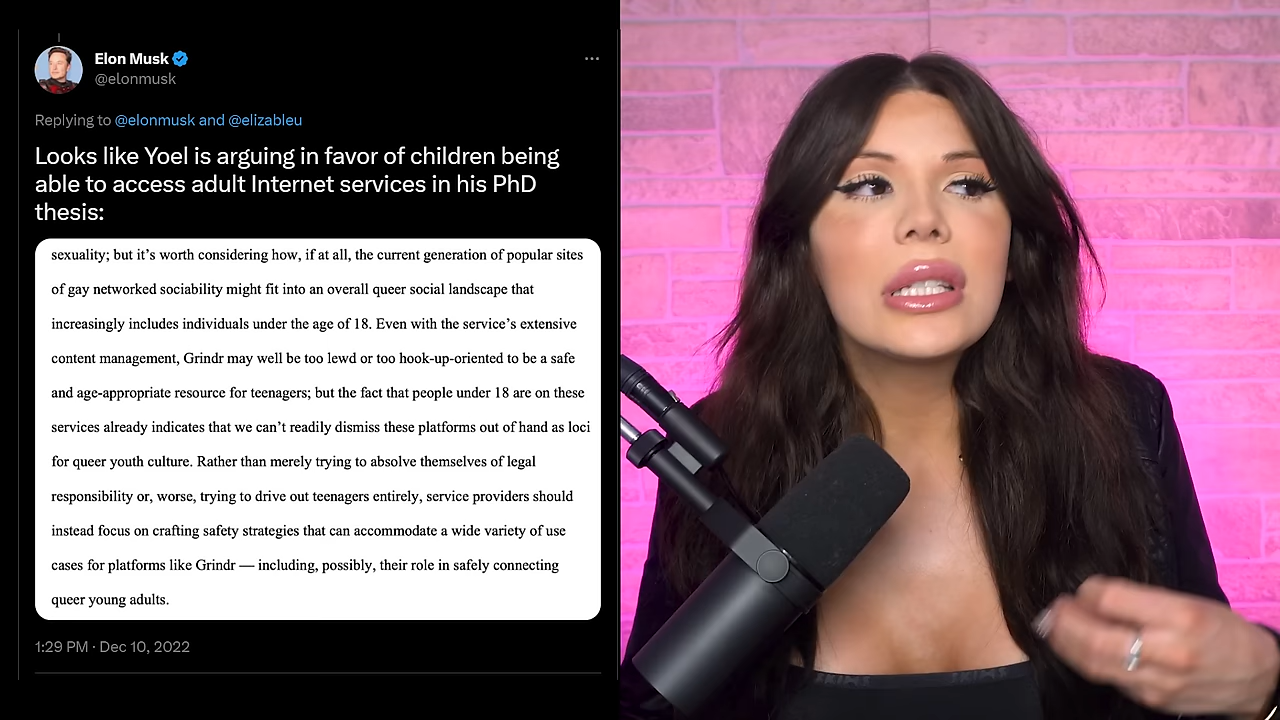 Elon Musk
@elonmusk
Replying to @elonmusk and @elizableu
Looks like Yoel is arguing in favor of children being
able to access adult Internet services in his PhD
thesis:
sexuality; but it’s worth considering how, if at all, the current generation of popular sites
of gay networked sociability might fit into an overall queer social landscape that
increasingly includes individuals under the age of 18. Even with the service’s extensive
content management, Grindr may well be too lewd or too hook-up-oriented to be a safe
and age-appropriate resource for teenagers; but the fact that people under 18 are on these
services already indicates that we can’t readily dismiss these platforms out of hand as loci
for queer youth culture. Rather than merely trying to absolve themselves of legal
responsibility or, worse, trying to drive out teenagers entirely, service providers should
instead focus on crafting safety strategies that can accommodate a wide variety of use
cases for platforms like Grindr — including, possibly, their role in safely connecting
queer young adults.
1:29 PM · Dec 10, 2022
SKIMS